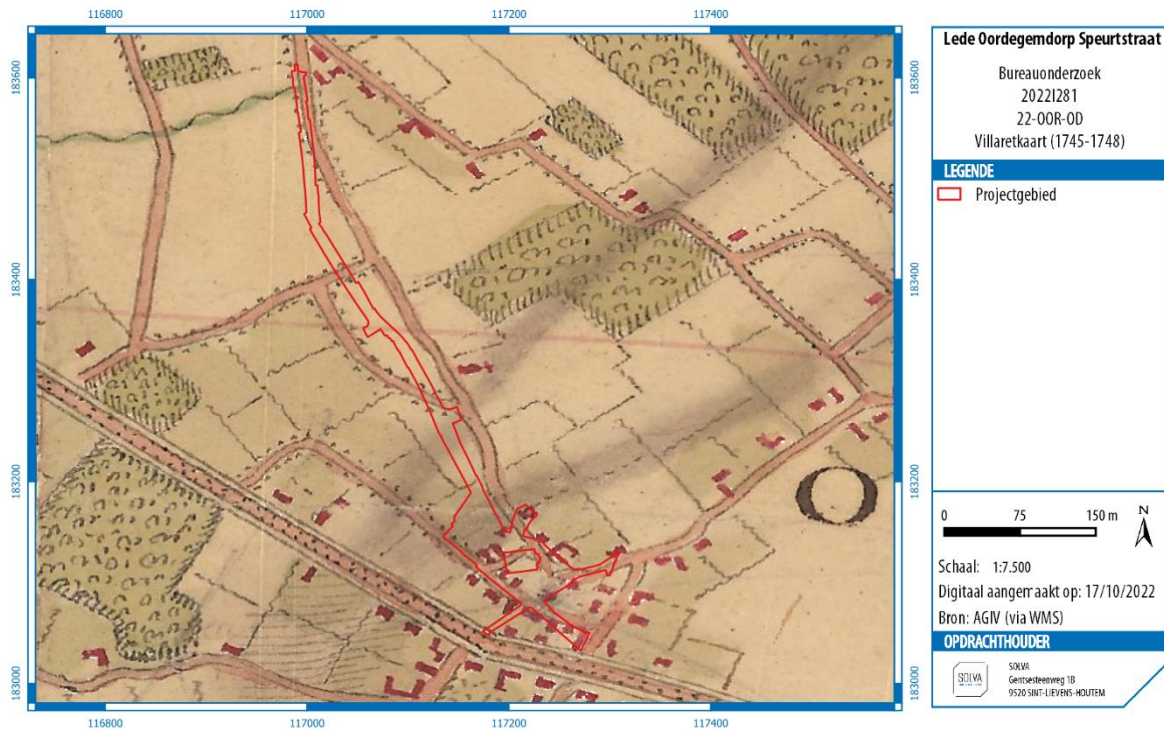 116800 117000 117200 117400
183600
183400
183200
183000
183600
183400
183200
183000
116800 117000 117200 117400
O
Lede Oordegemdorp Speurtstraat
Bureauonderzoek
2022I281
22-OOR-OD
Villaretkaart (1745-1748)
LEGENDE
Projectgebied
0 75 150 m
N
Schaal: 1:7.500
Digitaal aangemaakt op: 17/10/2022
Bron: AGIV (via WMS)
OPDRACHTHOUDER
SOLVA
SOLVA
Gentsesteenweg 1B
9520 SINT-LIEVENS-HOUTEM